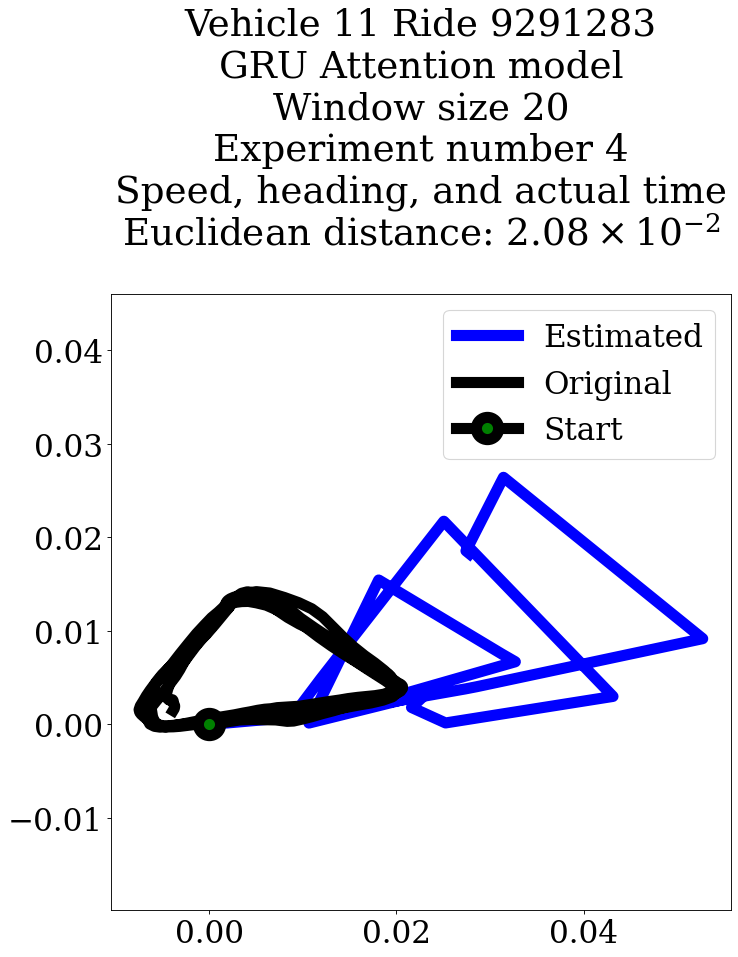 Vehicle 11 Ride 9291283
GRU Attention model
Window size 20
Experiment number 4
Speed, heading, and actual time
Euclidean distance: 2.08 × 10⁻²
Estimated
Original
Start
0.04
0.03
0.02
0.01
0.00
−0.01
0.00 0.02 0.04